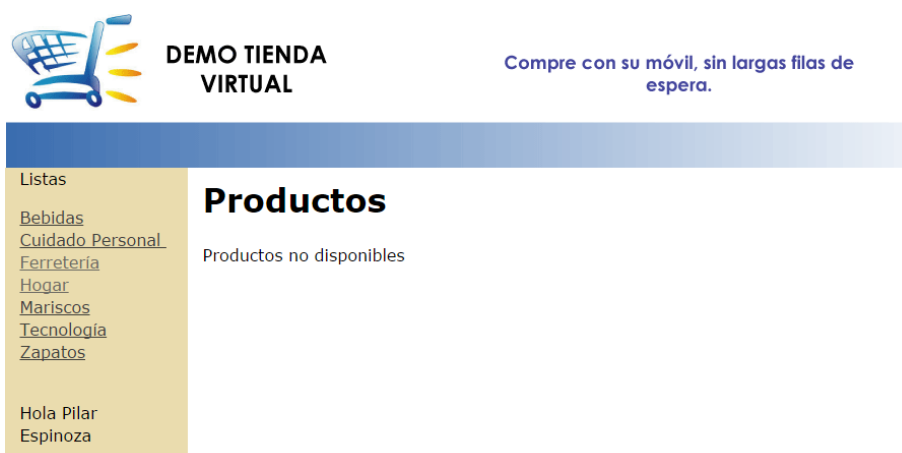 DEMO TIENDA
VIRTUAL
Compre con su móvil, sin largas filas de
espera.
Listas
Bebidas
Cuidado Personal
Ferretería
Hogar
Mariscos
Tecnología
Zapatos
Hola Pilar
Espinoza
Productos
Productos no disponibles